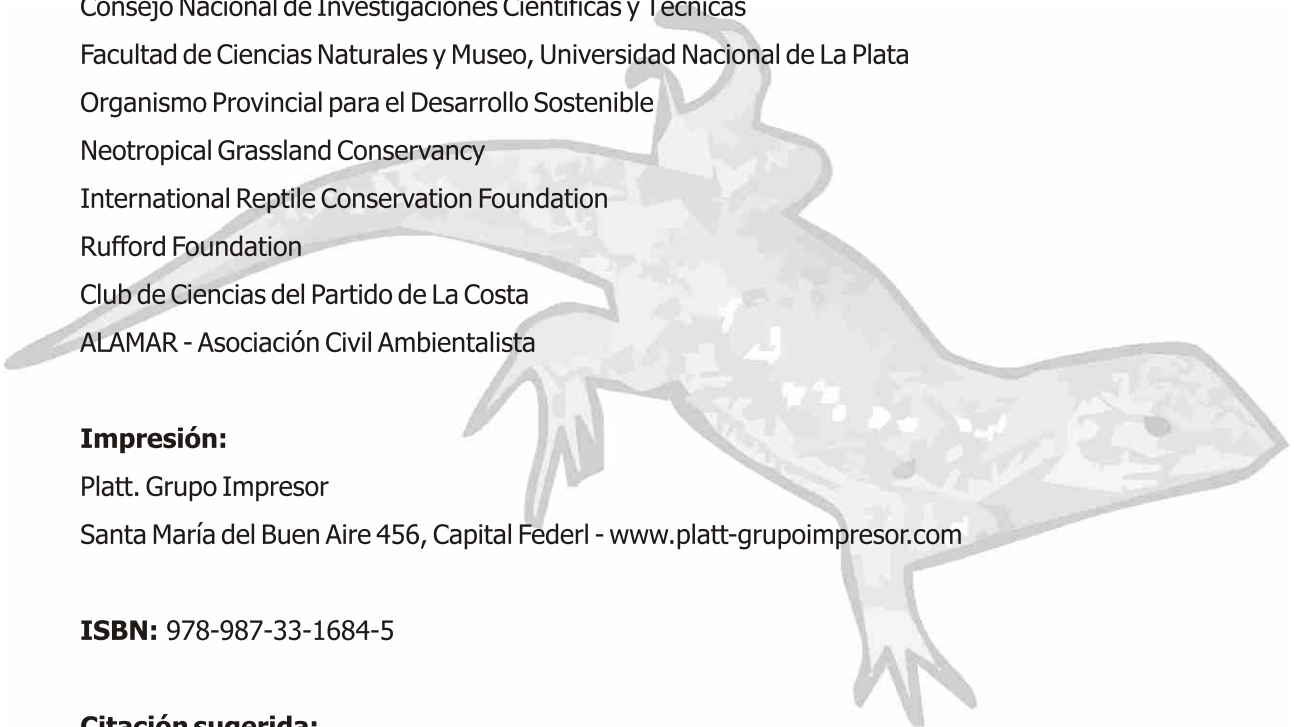 Consejo Nacional de Investigaciones Científicas y Técnicas
Facultad de Ciencias Naturales y Museo, Universidad Nacional de La Plata
Organismo Provincial para el Desarrollo Sostenible
Neotropical Grassland Conservancy
International Reptile Conservation Foundation
Rufford Foundation
Club de Ciencias del Partido de La Costa
ALAMAR - Asociación Civil Ambientalista
Impresión:
Platt. Grupo Impresor
Santa María del Buen Aire 456, Capital Federl - www.platt-grupoimpresor.com
ISBN: 978-987-33-1684-5
Citación sugerida: